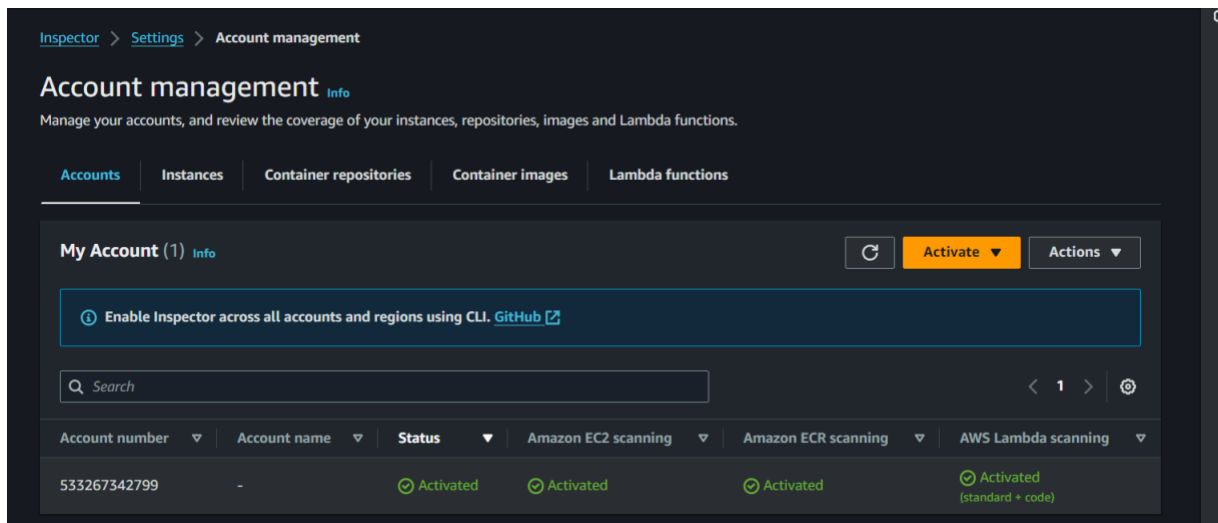 Inspector > Settings > Account management
Account management Info
Manage your accounts, and review the coverage of your instances, repositories, images and Lambda functions.
Accounts Instances Container repositories Container images Lambda functions
My Account (1) Info Activate Actions
Enable Inspector across all accounts and regions using CLI. GitHub
Search 1
Account number Account name Status Amazon EC2 scanning Amazon ECR scanning AWS Lambda scanning
533267342799 - Activated Activated Activated Activated
(standard + code)